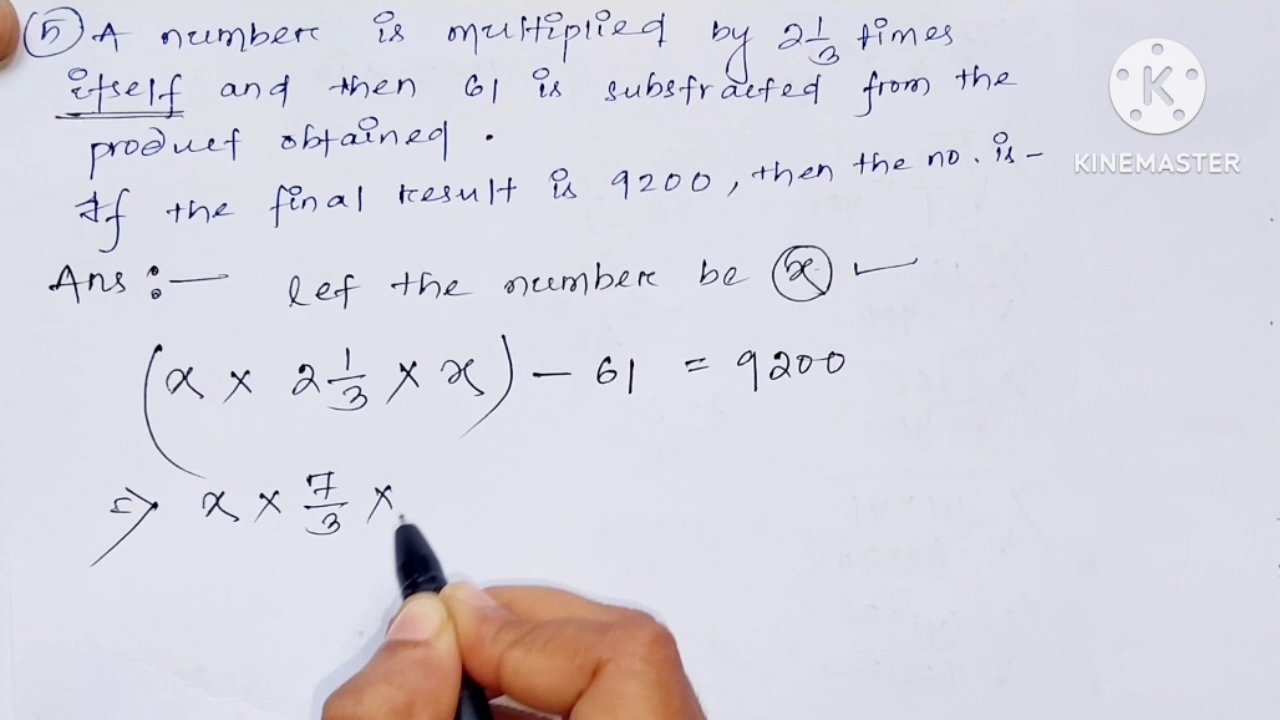 (5) A number is multiplied by 2 1/3 times
itself and then 61 is substracted from the
product obtained.
If the final result is 9200, then the no. is -
Ans :- let the number be x
(x × 2 1/3 × x) - 61 = 9200
⇒ x × 7/3 ×
K
KINEMASTER